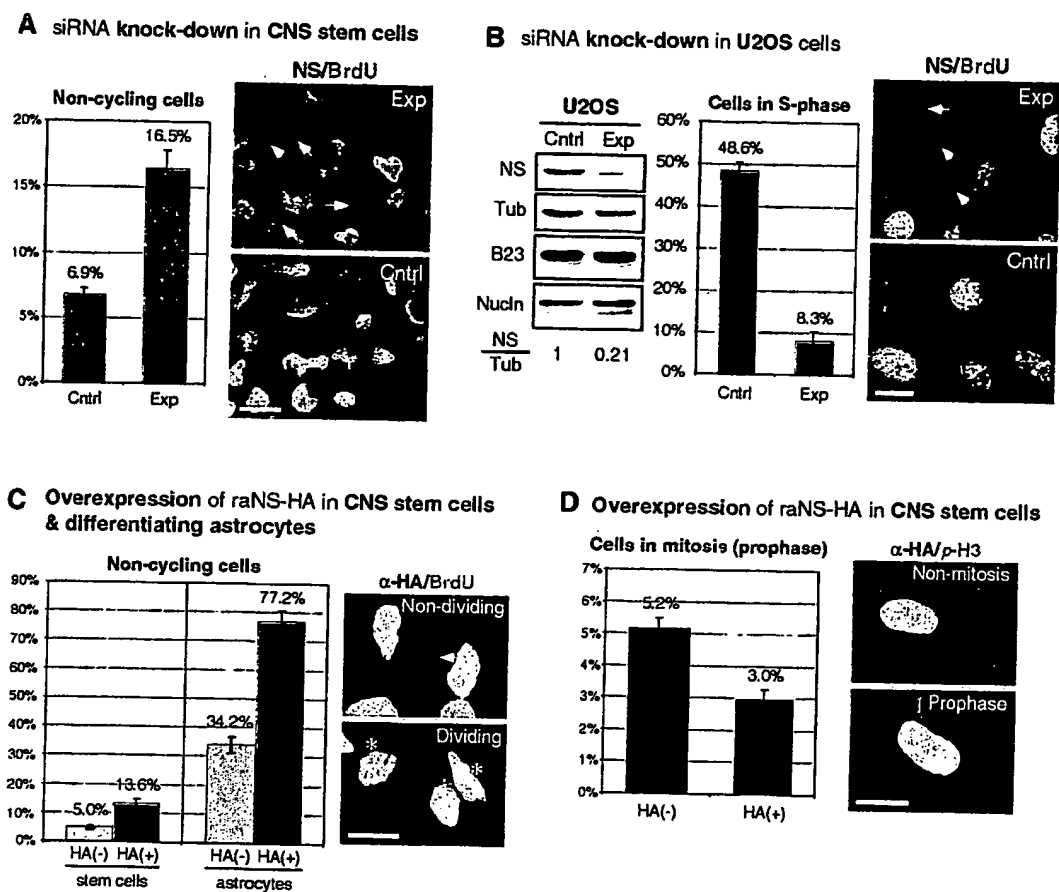 A siRNA knock-down in CNS stem cells
NS/BrdU
Non-cycling cells
20%
15%
10%
5%
0%
6.9%
16.5%
Cntrl
Exp
Exp
Cntrl
B siRNA knock-down in U2OS cells
NS/BrdU
U2OS
Cntrl Exp
NS
Tub
B23
Nucln
NS
Tub
1 0.21
Cells in S-phase
60%
50%
40%
30%
20%
10%
0%
48.6%
8.3%
Cntrl
Exp
Exp
Cntrl
C Overexpression of raNS-HA in CNS stem cells
& differentiating astrocytes
Non-cycling cells
90%
80%
70%
60%
50%
40%
30%
20%
10%
0%
5.0%
13.6%
34.2%
77.2%
HA(-) HA(+) HA(-) HA(+)
stem cells astrocytes
α-HA/BrdU
Non-dividing
Dividing
* * *
D Overexpression of raNS-HA in CNS stem cells
Cells in mitosis (prophase)
7%
6%
5%
4%
3%
2%
1%
0%
5.2%
3.0%
HA(-) HA(+)
α-HA/p-H3
Non-mitosis
Prophase